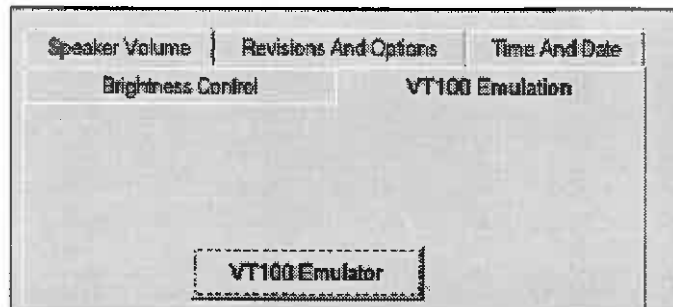 Speaker Volume Revisions And Options Time And Date
Brightness Control VT100 Emulation
VT100 Emulator